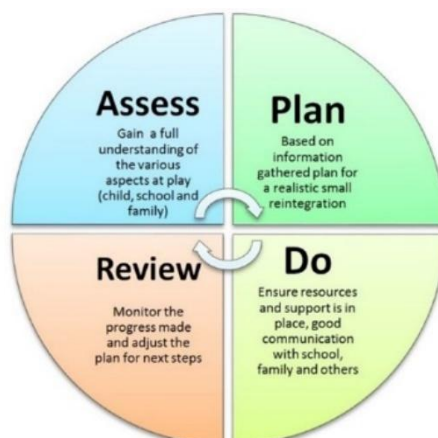 Assess
Gain a full
understanding of
the various
aspects at play
(child, school and
family)
Plan
Based on
information
gathered plan for
a realistic small
reintegration
Do
Ensure resources
and support is in
place, good
communication
with school,
family and others
Review
Monitor the
progress made
and adjust the
plan for next steps